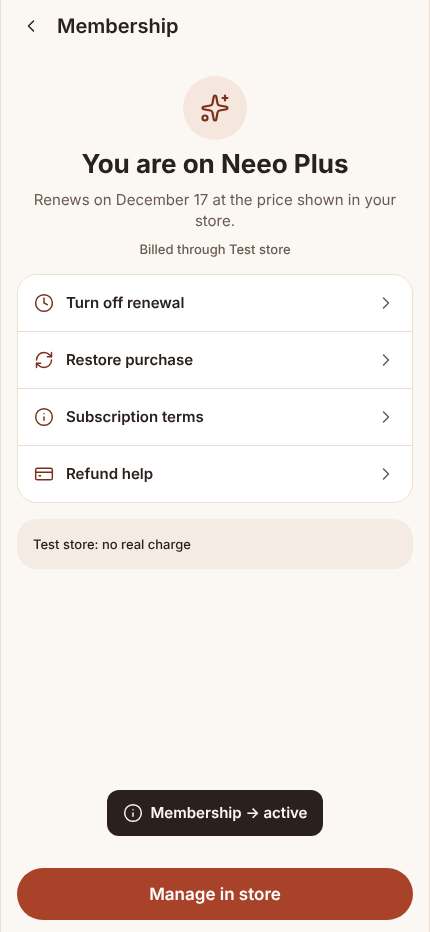 Membership
You are on Neeo Plus
Renews on December 17 at the price shown in your
store.
Billed through Test store
Turn off renewal
Restore purchase
Subscription terms
Refund help
Test store: no real charge
Membership → active
Manage in store